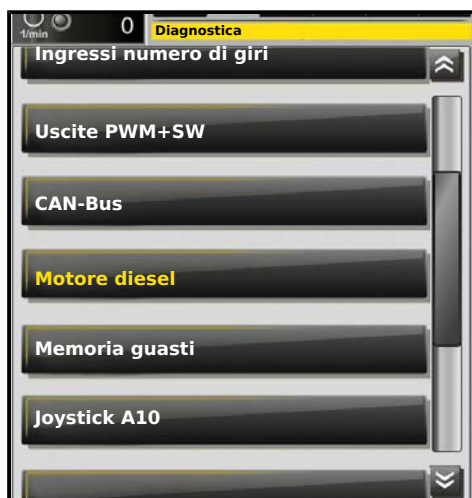 1/min
0
Diagnostica
Ingressi numero di giri
Uscite PWM+SW
CAN-Bus
Motore diesel
Memoria guasti
Joystick A10